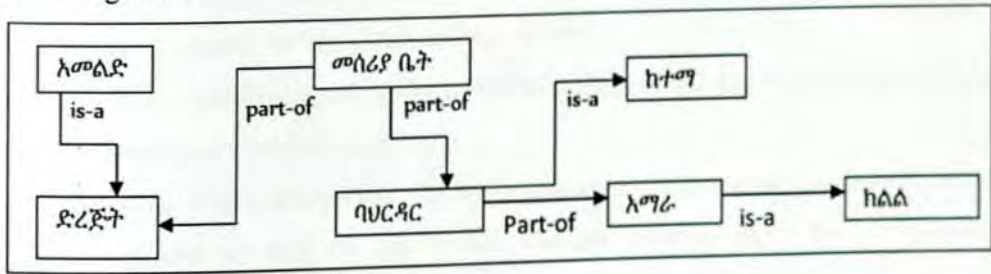 አመልድ
መሰሪያ ቤት
ከተማ
is-a
part-of
part-of
is-a
ድረጅት
ባህርዳር
Part-of
አማራ
is-a
ክልል